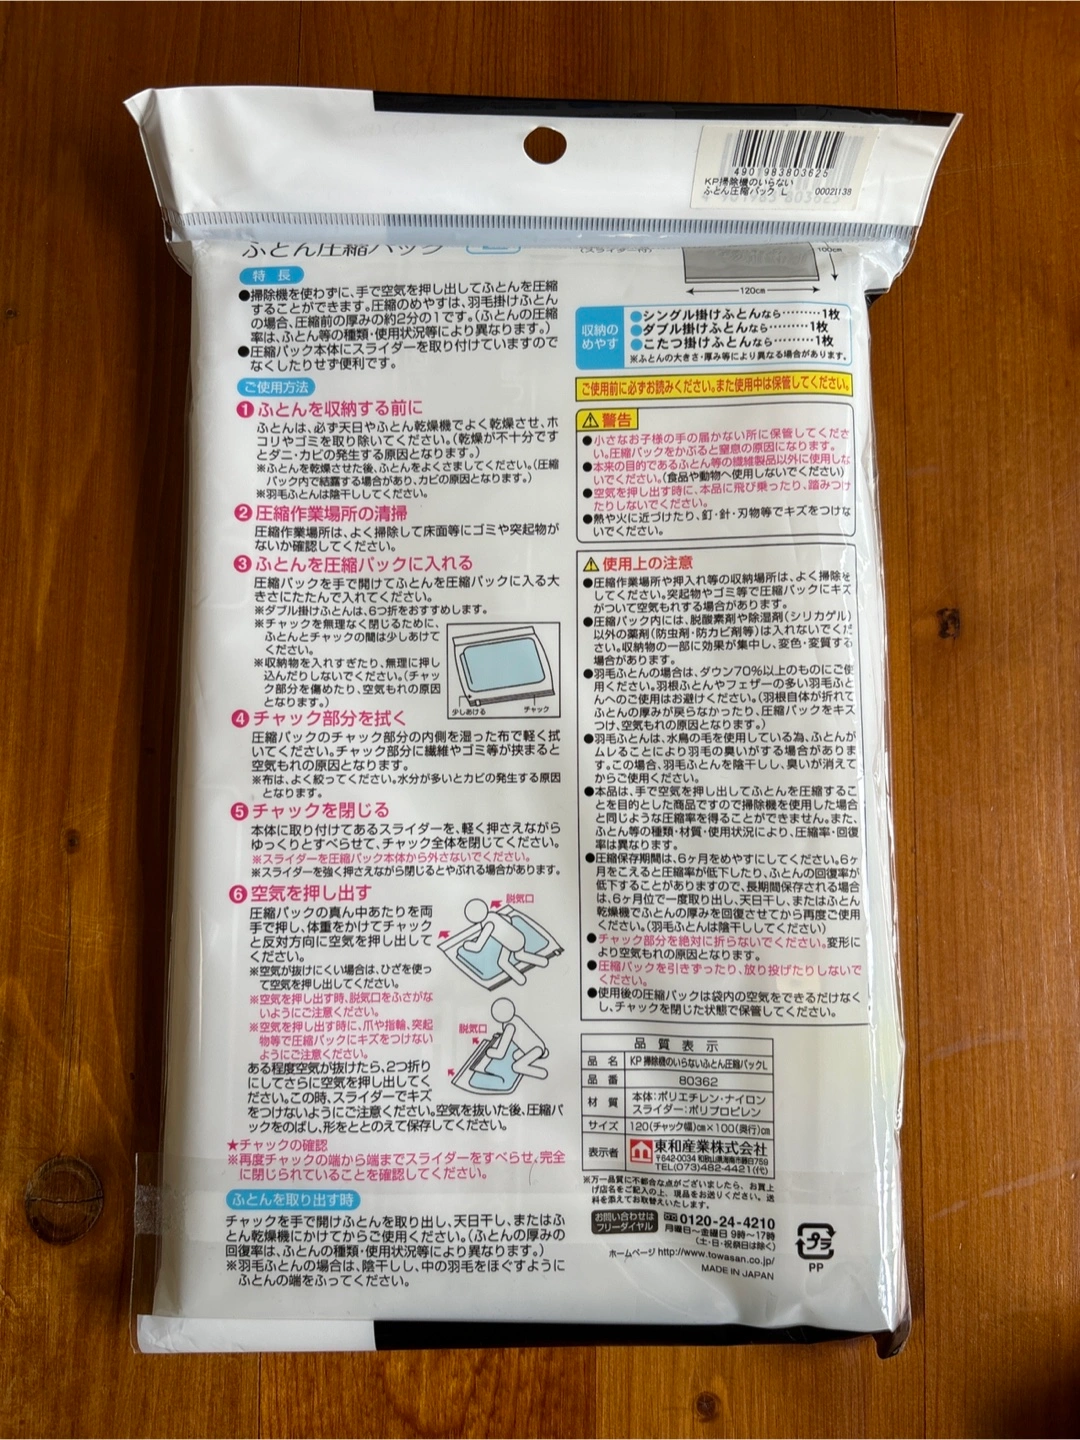 4901983803625
KP掃除機のいらない
ふとん圧縮パック L 00021138
ふとん圧縮パック L
(スライダー付)
100cm
120cm
特長
●掃除機を使わずに、手で空気を押し出してふとんを圧縮
することができます。圧縮のめやすは、羽毛掛けふとん
の場合、圧縮前の厚みの約2分の1です。(ふとんの圧縮
率は、ふとん等の種類・使用状況等により異なります。)
●圧縮パック本体にスライダーを取り付けていますので
なくしたりせず便利です。
ご使用方法
1 ふとんを収納する前に
ふとんは、必ず天日やふとん乾燥機でよく乾燥させ、ホ
コリやゴミを取り除いてください。(乾燥が不十分です
とダニ・カビの発生する原因となります。)
※ふとんを乾燥させた後、ふとんをよくさましてください。(圧縮
パック内で結露する場合があり、カビの原因となります。)
※羽毛ふとんは陰干ししてください。
2 圧縮作業場所の清掃
圧縮作業場所は、よく掃除して床面等にゴミや突起物が
ないか確認してください。
3 ふとんを圧縮パックに入れる
圧縮パックを手で開けてふとんを圧縮パックに入る大
きさにたたんで入れてください。
※ダブル掛けふとんは、6つ折をおすすめします。
※チャックを無理なく閉じるために、
ふとんとチャックの間は少しあけて
ください。
※収納物を入れすぎたり、無理に押し
込んだりしないでください。(チャッ
ク部分を傷めたり、空気もれの原因
となります。)
少しあける チャック
4 チャック部分を拭く
圧縮パックのチャック部分の内側を湿った布で軽く拭
いてください。チャック部分に繊維やゴミ等が挟まると
空気もれの原因となります。
※布は、よく絞ってください。水分が多いとカビの発生する原因
となります。
5 チャックを閉じる
本体に取り付けてあるスライダーを、軽く押さえながら
ゆっくりとすべらせて、チャック全体を閉じてください。
※スライダーを圧縮パック本体から外さないでください。
※スライダーを強く押さえながら閉じるとやぶれる場合があります。
6 空気を押し出す
圧縮パックの真ん中あたりを両
手で押し、体重をかけてチャック
と反対方向に空気を押し出して
ください。
※空気が抜けにくい場合は、ひざを使っ
て空気を押し出してください。
※空気を押し出す時、脱気口をふさがな
いようにご注意ください。
※空気を押し出す時に、爪や指輪、突起
物等で圧縮パックにキズをつけない
ようにご注意ください。
脱気口
脱気口
ある程度空気が抜けたら、2つ折り
にしてさらに空気を押し出してく
ださい。この時、スライダーでキズ
をつけないようにご注意ください。空気を抜いた後、圧縮パ
ックをのばし、形をととのえて保存してください。
★チャックの確認
※再度チャックの端から端までスライダーをすべらせ、完全
に閉じられていることを確認してください。
ふとんを取り出す時
チャックを手で開けふとんを取り出し、天日干し、またはふ
とん乾燥機にかけてからご使用ください。(ふとんの厚みの
回復率は、ふとんの種類・使用状況等により異なります。)
※羽毛ふとんの場合は、陰干しし、中の羽毛をほぐすように
ふとんの端をふってください。
収納の
めやす
●シングル掛けふとんなら………1枚
●ダブル掛けふとんなら…………1枚
●こたつ掛けふとんなら…………1枚
※ふとんの大きさ・厚み等により異なる場合があります。
ご使用前に必ずお読みください。また使用中は保管してください。
警告
●小さなお子様の手の届かない所に保管してくださ
い。圧縮パックをかぶると窒息の原因になります。
●本来の目的であるふとん等の繊維製品以外に使用しな
いでください。(食品や動物へ使用しないでください)
●空気を押し出す時に、本品に飛び乗ったり、踏みつけ
たりしないでください。
●熱や火に近づけたり、釘・針・刃物等でキズをつけな
いでください。
使用上の注意
●圧縮作業場所や押入れ等の収納場所は、よく掃除を
してください。突起物やゴミ等で圧縮パックにキズ
がついて空気もれする場合があります。
●圧縮パック内には、脱酸素剤や除湿剤(シリカゲル)
以外の薬剤(防虫剤・防カビ剤等)は入れないでくだ
さい。収納物の一部に効果が集中し、変色・変質する
場合があります。
●羽毛ふとんの場合は、ダウン70%以上のものにご使
用ください。羽根ふとんやフェザーの多い羽毛ふと
んへのご使用はお避けください。(羽根自体が折れて
ふとんの厚みが戻らなかったり、圧縮パックをキズ
つけ、空気もれの原因となります。)
●羽毛ふとんは、水鳥の毛を使用している為、ふとんが
ムレることにより羽毛の臭いがする場合がありま
す。この場合、羽毛ふとんを陰干しし、臭いが消えて
からご使用ください。
●本品は、手で空気を押し出してふとんを圧縮するこ
とを目的とした商品ですので掃除機を使用した場合
と同じような圧縮率を得ることができません。また、
ふとん等の種類・材質・使用状況により、圧縮率・回復
率は異なります。
●圧縮保存期間は、6ヶ月をめやすにしてください。6ヶ
月をこえると圧縮率が低下したり、ふとんの回復率が
低下することがありますので、長期間保存される場合
は、6ヶ月位で一度取り出し、天日干し、またはふとん
乾燥機でふとんの厚みを回復させてから再度ご使用
ください。(羽毛ふとんは陰干ししてください)
●チャック部分を絶対に折らないでください。変形に
より空気もれの原因となります。
●圧縮パックを引きずったり、放り投げたりしないで
ください。
●使用後の圧縮パックは袋内の空気をできるだけなく
し、チャックを閉じた状態で保管してください。
品質表示
品名 KP掃除機のいらないふとん圧縮パックL
品番 80362
材質 本体:ポリエチレン・ナイロン
スライダー:ポリプロピレン
サイズ 120(チャック幅)cm×100(奥行)cm
表示者 東和産業株式会社
〒642-0034 和歌山県海南市藤白759
TEL(073)482-4421(代)
※万一品質に不都合な点がございましたら、お買上
げ店名をご記入の上、現品をお送りください。送
料を添えてお取替えいたします。
お問い合わせは
フリーダイヤル
0120-24-4210
月曜日〜金曜日 9時〜17時
(土・日・祝祭日は除く)
ホームページ http://www.towasan.co.jp/
MADE IN JAPAN
プラ
PP